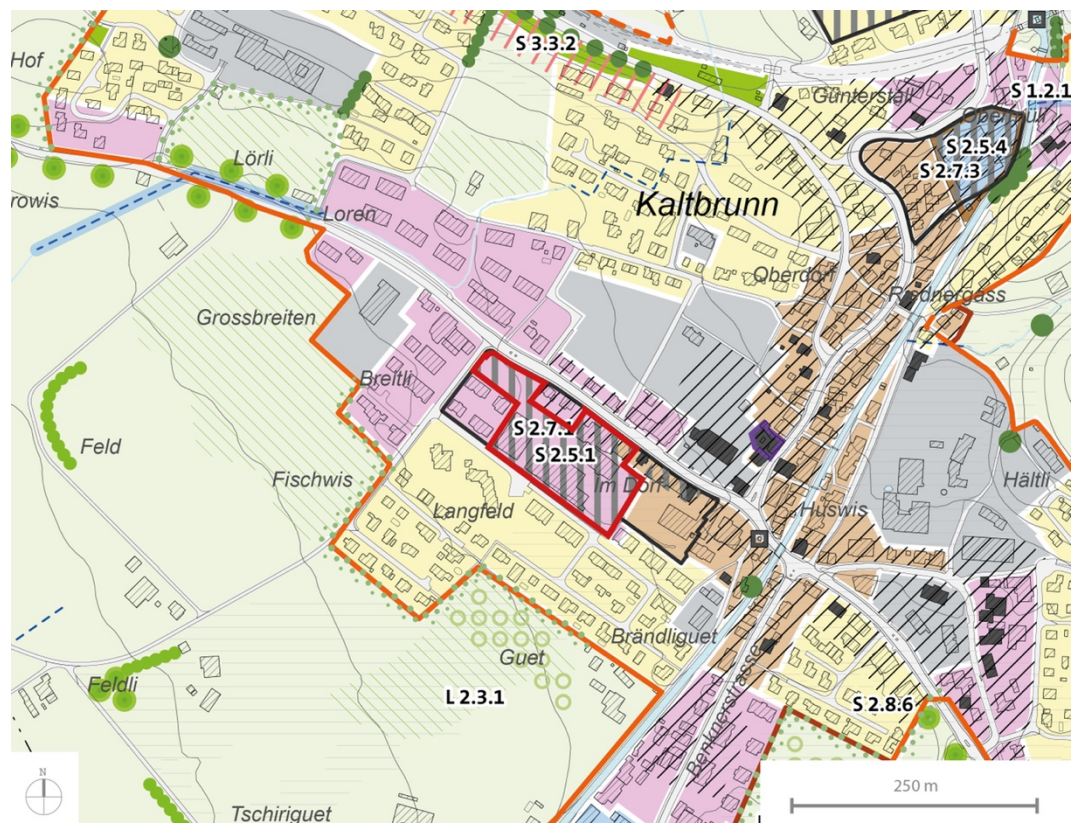 S 3.3.2
Hof
Günterstall
S 1.2.1
S 2.5.4
S 2.7.3
Lörli
rowis
Loren
Kaltbrunn
Oberdorf
Grossbreiten
Breitli
Feld
S 2.7.1
S 2.5.1
Im Dorf
Fischwis
Langfeld
Huswis
Hältli
Brändliguet
Guet
Feldli
L 2.3.1
S 2.8.6
Benknerstrasse
N
250 m
Tschiriguet